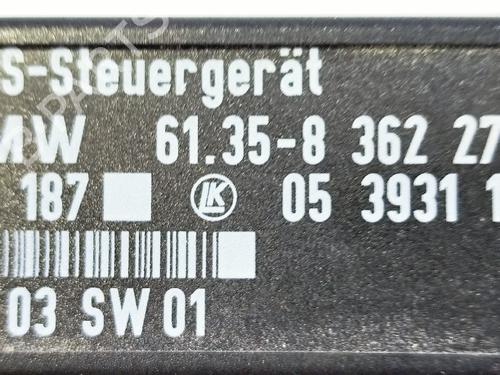 S-Steuergerät
MW 61.35-8 362 27
187 LK 05 3931 1
03 SW 01